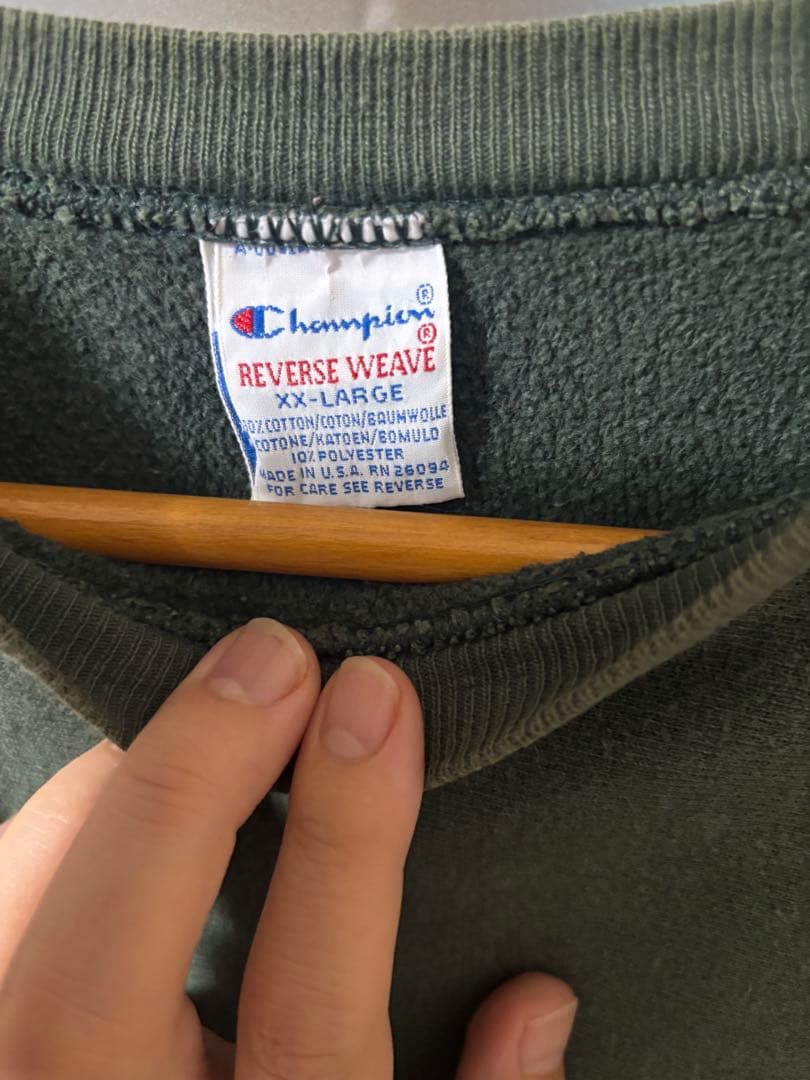 Champion®
®
REVERSE WEAVE
XX-LARGE
0% COTTON/COTON/BAUMWOLLE
COTONE/KATOEN/BOMULD
10% POLYESTER
MADE IN U.S.A. RN 26094
FOR CARE SEE REVERSE